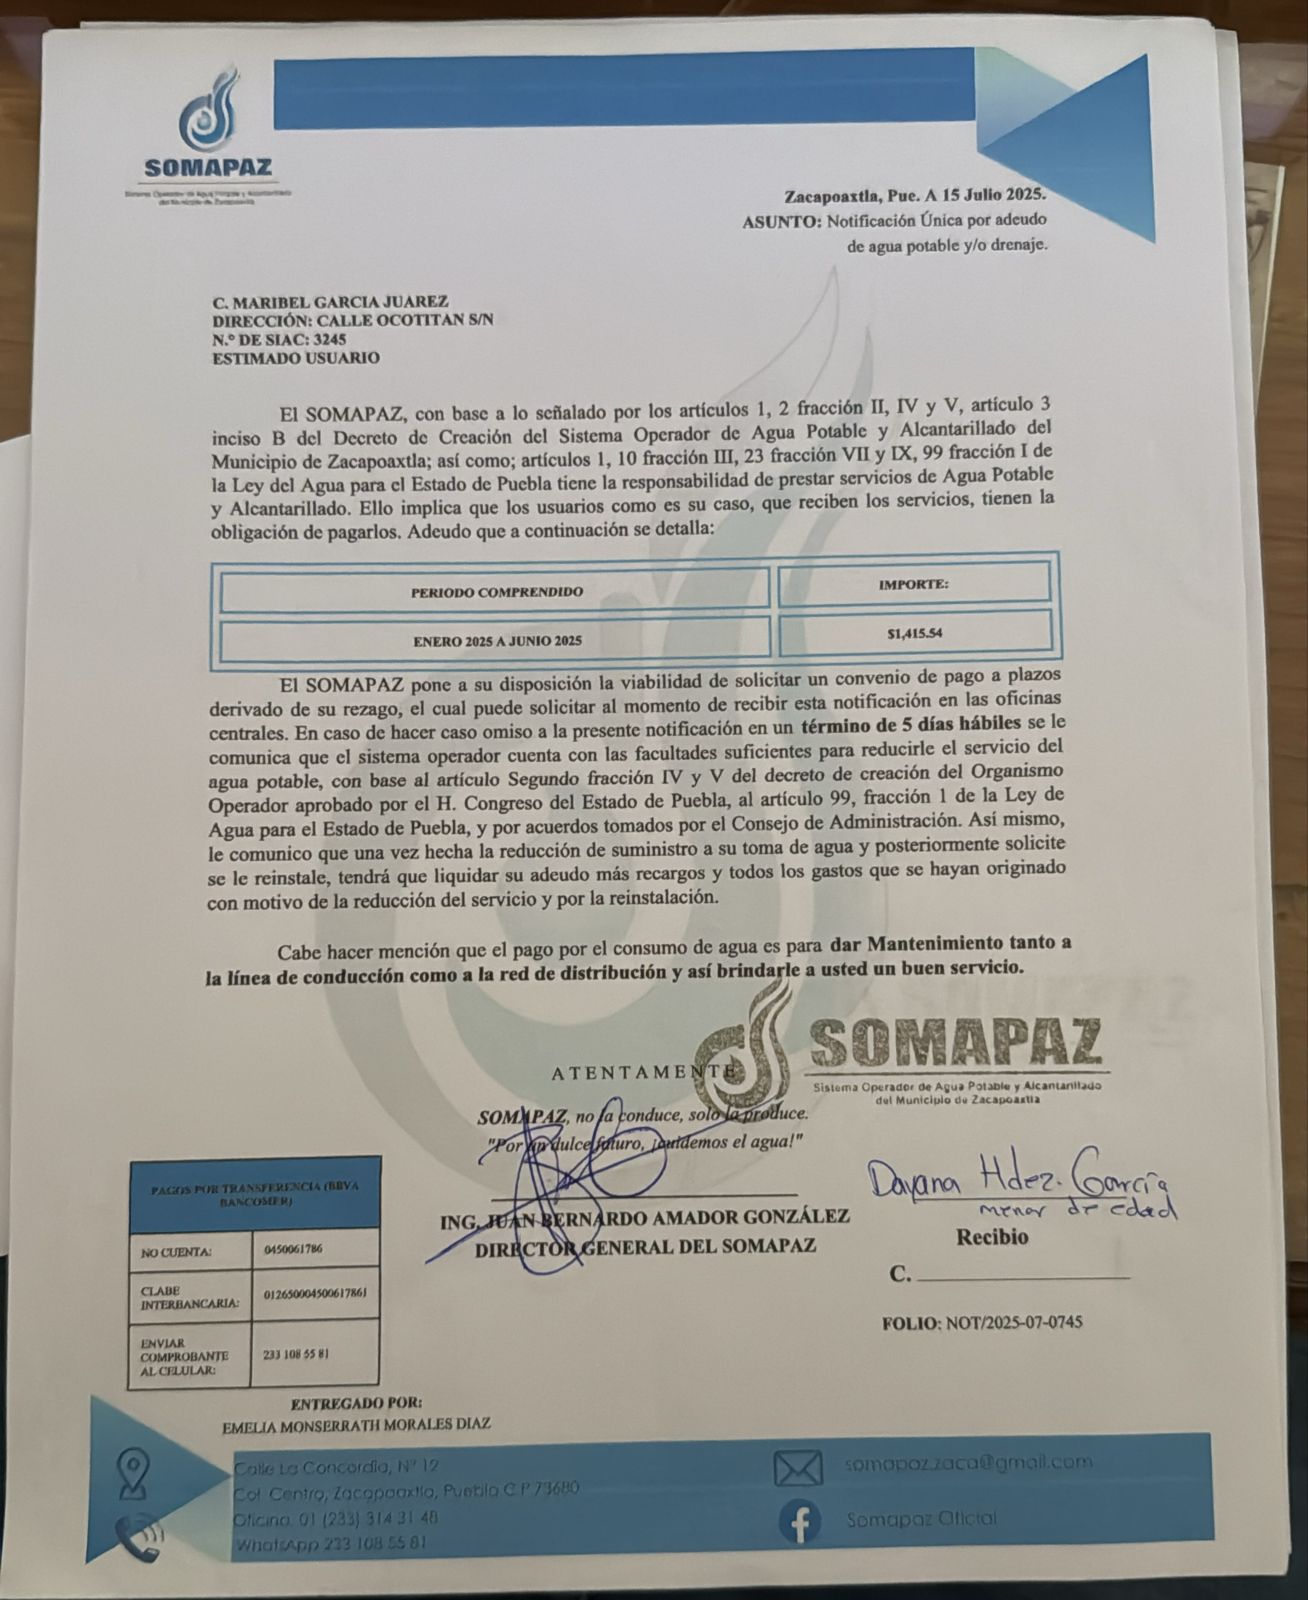 SOMAPAZ
Sistema Operador de Agua Potable y Alcantarillado
del Municipio de Zacapoaxtla
Zacapoaxtla, Pue. A 15 Julio 2025.
ASUNTO: Notificación Única por adeudo
de agua potable y/o drenaje.
C. MARIBEL GARCIA JUAREZ
DIRECCIÓN: CALLE OCOTITAN S/N
N.º DE SIAC: 3245
ESTIMADO USUARIO
El SOMAPAZ, con base a lo señalado por los artículos 1, 2 fracción II, IV y V, artículo 3
inciso B del Decreto de Creación del Sistema Operador de Agua Potable y Alcantarillado del
Municipio de Zacapoaxtla; así como; artículos 1, 10 fracción III, 23 fracción VII y IX, 99 fracción I de
la Ley del Agua para el Estado de Puebla tiene la responsabilidad de prestar servicios de Agua Potable
y Alcantarillado. Ello implica que los usuarios como es su caso, que reciben los servicios, tienen la
obligación de pagarlos. Adeudo que a continuación se detalla:
PERIODO COMPRENDIDO IMPORTE:
ENERO 2025 A JUNIO 2025 $1,415.54
El SOMAPAZ pone a su disposición la viabilidad de solicitar un convenio de pago a plazos
derivado de su rezago, el cual puede solicitar al momento de recibir esta notificación en las oficinas
centrales. En caso de hacer caso omiso a la presente notificación en un término de 5 días hábiles se le
comunica que el sistema operador cuenta con las facultades suficientes para reducirle el servicio del
agua potable, con base al artículo Segundo fracción IV y V del decreto de creación del Organismo
Operador aprobado por el H. Congreso del Estado de Puebla, al artículo 99, fracción 1 de la Ley de
Agua para el Estado de Puebla, y por acuerdos tomados por el Consejo de Administración. Así mismo,
le comunico que una vez hecha la reducción de suministro a su toma de agua y posteriormente solicite
se le reinstale, tendrá que liquidar su adeudo más recargos y todos los gastos que se hayan originado
con motivo de la reducción del servicio y por la reinstalación.
Cabe hacer mención que el pago por el consumo de agua es para dar Mantenimiento tanto a
la línea de conducción como a la red de distribución y así brindarle a usted un buen servicio.
SOMAPAZ
Sistema Operador de Agua Potable y Alcantarillado
del Municipio de Zacapoaxtla
ATENTAMENTE
SOMAPAZ, no la conduce, solo la produce.
"Por un dulce futuro, ¡cuidemos el agua!"
ING. JUAN BERNARDO AMADOR GONZÁLEZ
DIRECTOR GENERAL DEL SOMAPAZ
Dayana Hdez. García
menor de edad
Recibio
C.
FOLIO: NOT/2025-07-0745
PAGOS POR TRANSFERENCIA (BBVA
BANCOMER)
NO CUENTA: 0450061786
CLABE
INTERBANCARIA: 012650004500617861
ENVIAR
COMPROBANTE
AL CELULAR: 233 108 55 81
ENTREGADO POR:
EMELIA MONSERRATH MORALES DIAZ
Calle La Concordia, Nº 12
Col. Centro, Zacapoaxtla, Puebla C.P 73680
Oficina. 01 (233) 314 31 48
WhatsApp 233 108 55 81
somapaz.zaca@gmail.com
Somapaz Oficial